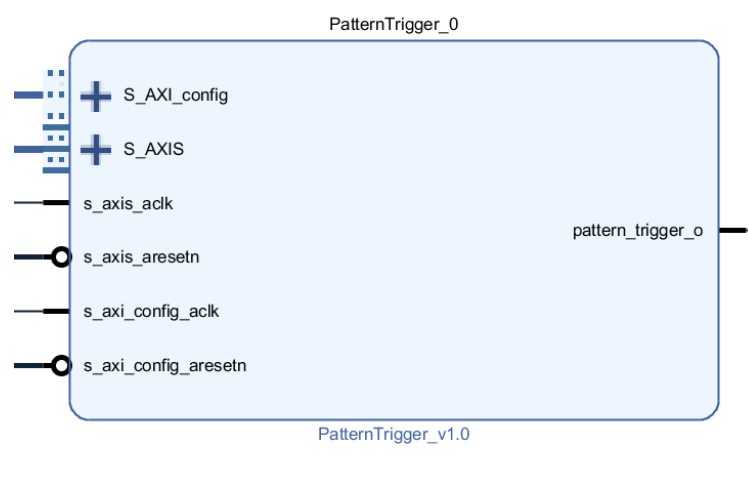 PatternTrigger_0
S_AXI_config
S_AXIS
s_axis_aclk
pattern_trigger_o
s_axis_aresetn
s_axi_config_aclk
s_axi_config_aresetn
PatternTrigger_v1.0